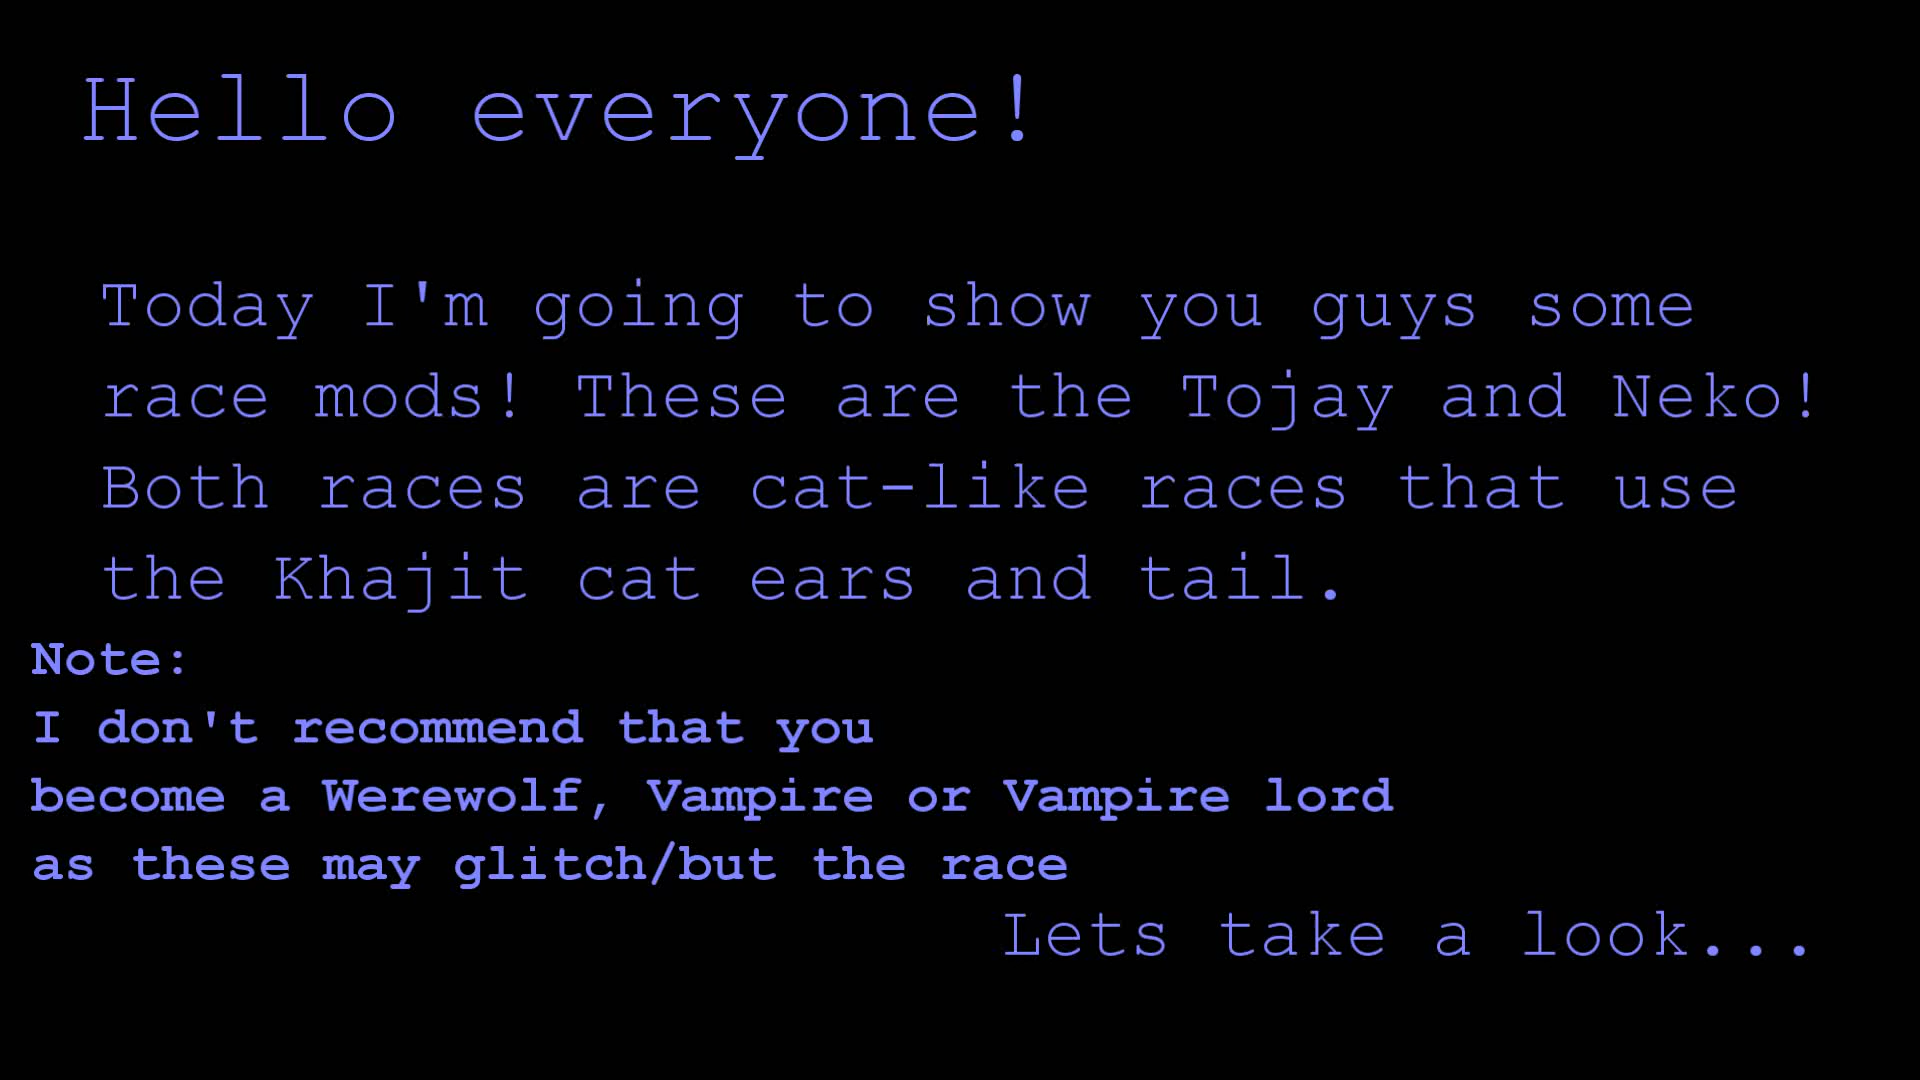 Hello everyone!
Today I'm going to show you guys some
race mods! These are the Tojay and Neko!
Both races are cat-like races that use
the Khajit cat ears and tail.
Note:
I don't recommend that you
become a Werewolf, Vampire or Vampire lord
as these may glitch/but the race
Lets take a look...